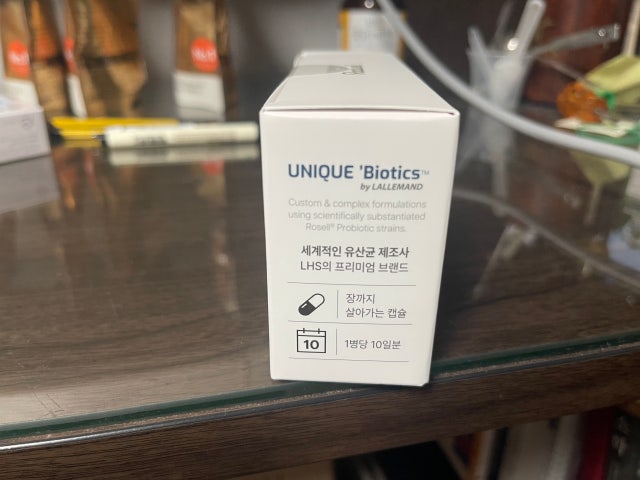 UNIQUE 'Biotics™
by LALLEMAND
Custom & complex formulations
using scientifically substantiated
Rosell® Probiotic strains.
세계적인 유산균 제조사
LHS의 프리미엄 브랜드
장까지
살아가는 캡슐
10
1병당 10일분